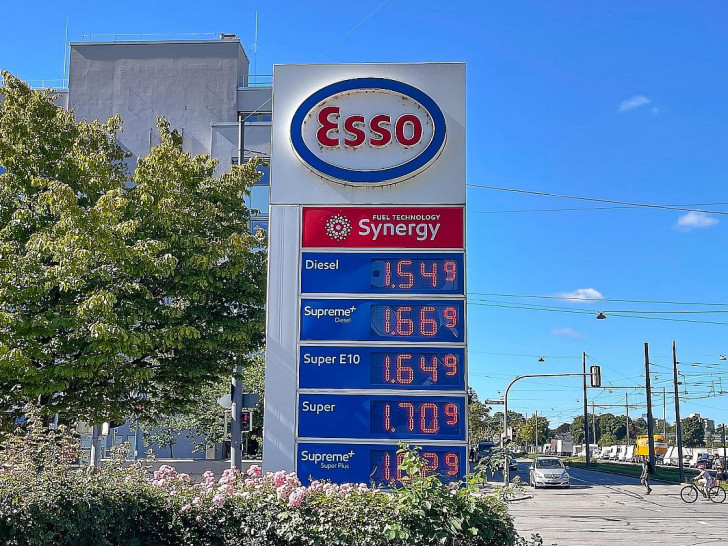 Esso
FUEL TECHNOLOGY
Synergy
Diesel 1.549
Supreme+ Diesel 1.669
Super E10 1.649
Super 1.709
Supreme+ Super Plus